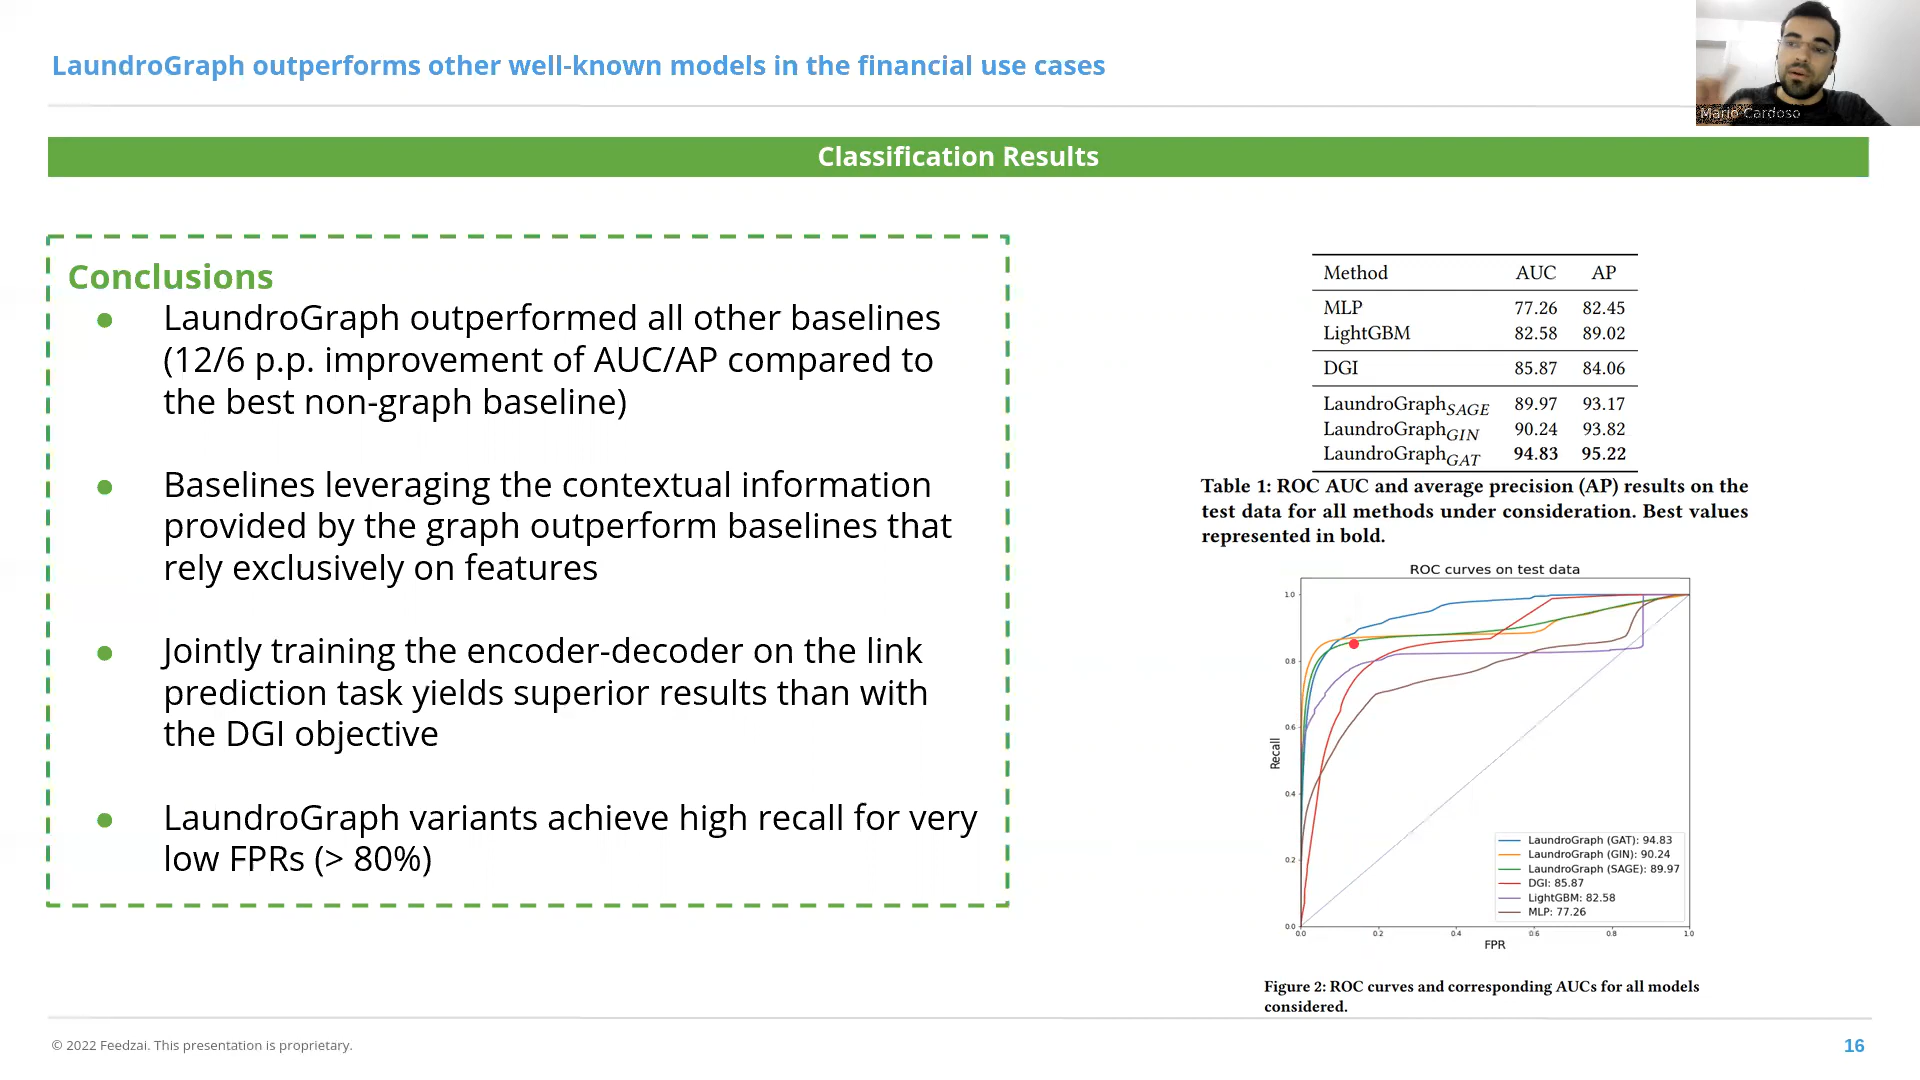 LaundroGraph outperforms other well-known models in the financial use cases
Mario Cardoso
Classification Results
Conclusions
● LaundroGraph outperformed all other baselines
(12/6 p.p. improvement of AUC/AP compared to
the best non-graph baseline)
● Baselines leveraging the contextual information
provided by the graph outperform baselines that
rely exclusively on features
● Jointly training the encoder-decoder on the link
prediction task yields superior results than with
the DGI objective
● LaundroGraph variants achieve high recall for very
low FPRs (> 80%)
Method AUC AP
MLP 77.26 82.45
LightGBM 82.58 89.02
DGI 85.87 84.06
LaundroGraphSAGE 89.97 93.17
LaundroGraphGIN 90.24 93.82
LaundroGraphGAT 94.83 95.22
Table 1: ROC AUC and average precision (AP) results on the
test data for all methods under consideration. Best values
represented in bold.
ROC curves on test data
1.0
0.8
0.6
0.4
0.2
0.0
Recall
LaundroGraph (GAT): 94.83
LaundroGraph (GIN): 90.24
LaundroGraph (SAGE): 89.97
DGI: 85.87
LightGBM: 82.58
MLP: 77.26
0.0 0.2 0.4 0.6 0.8 1.0
FPR
Figure 2: ROC curves and corresponding AUCs for all models
considered.
© 2022 Feedzai. This presentation is proprietary.
16